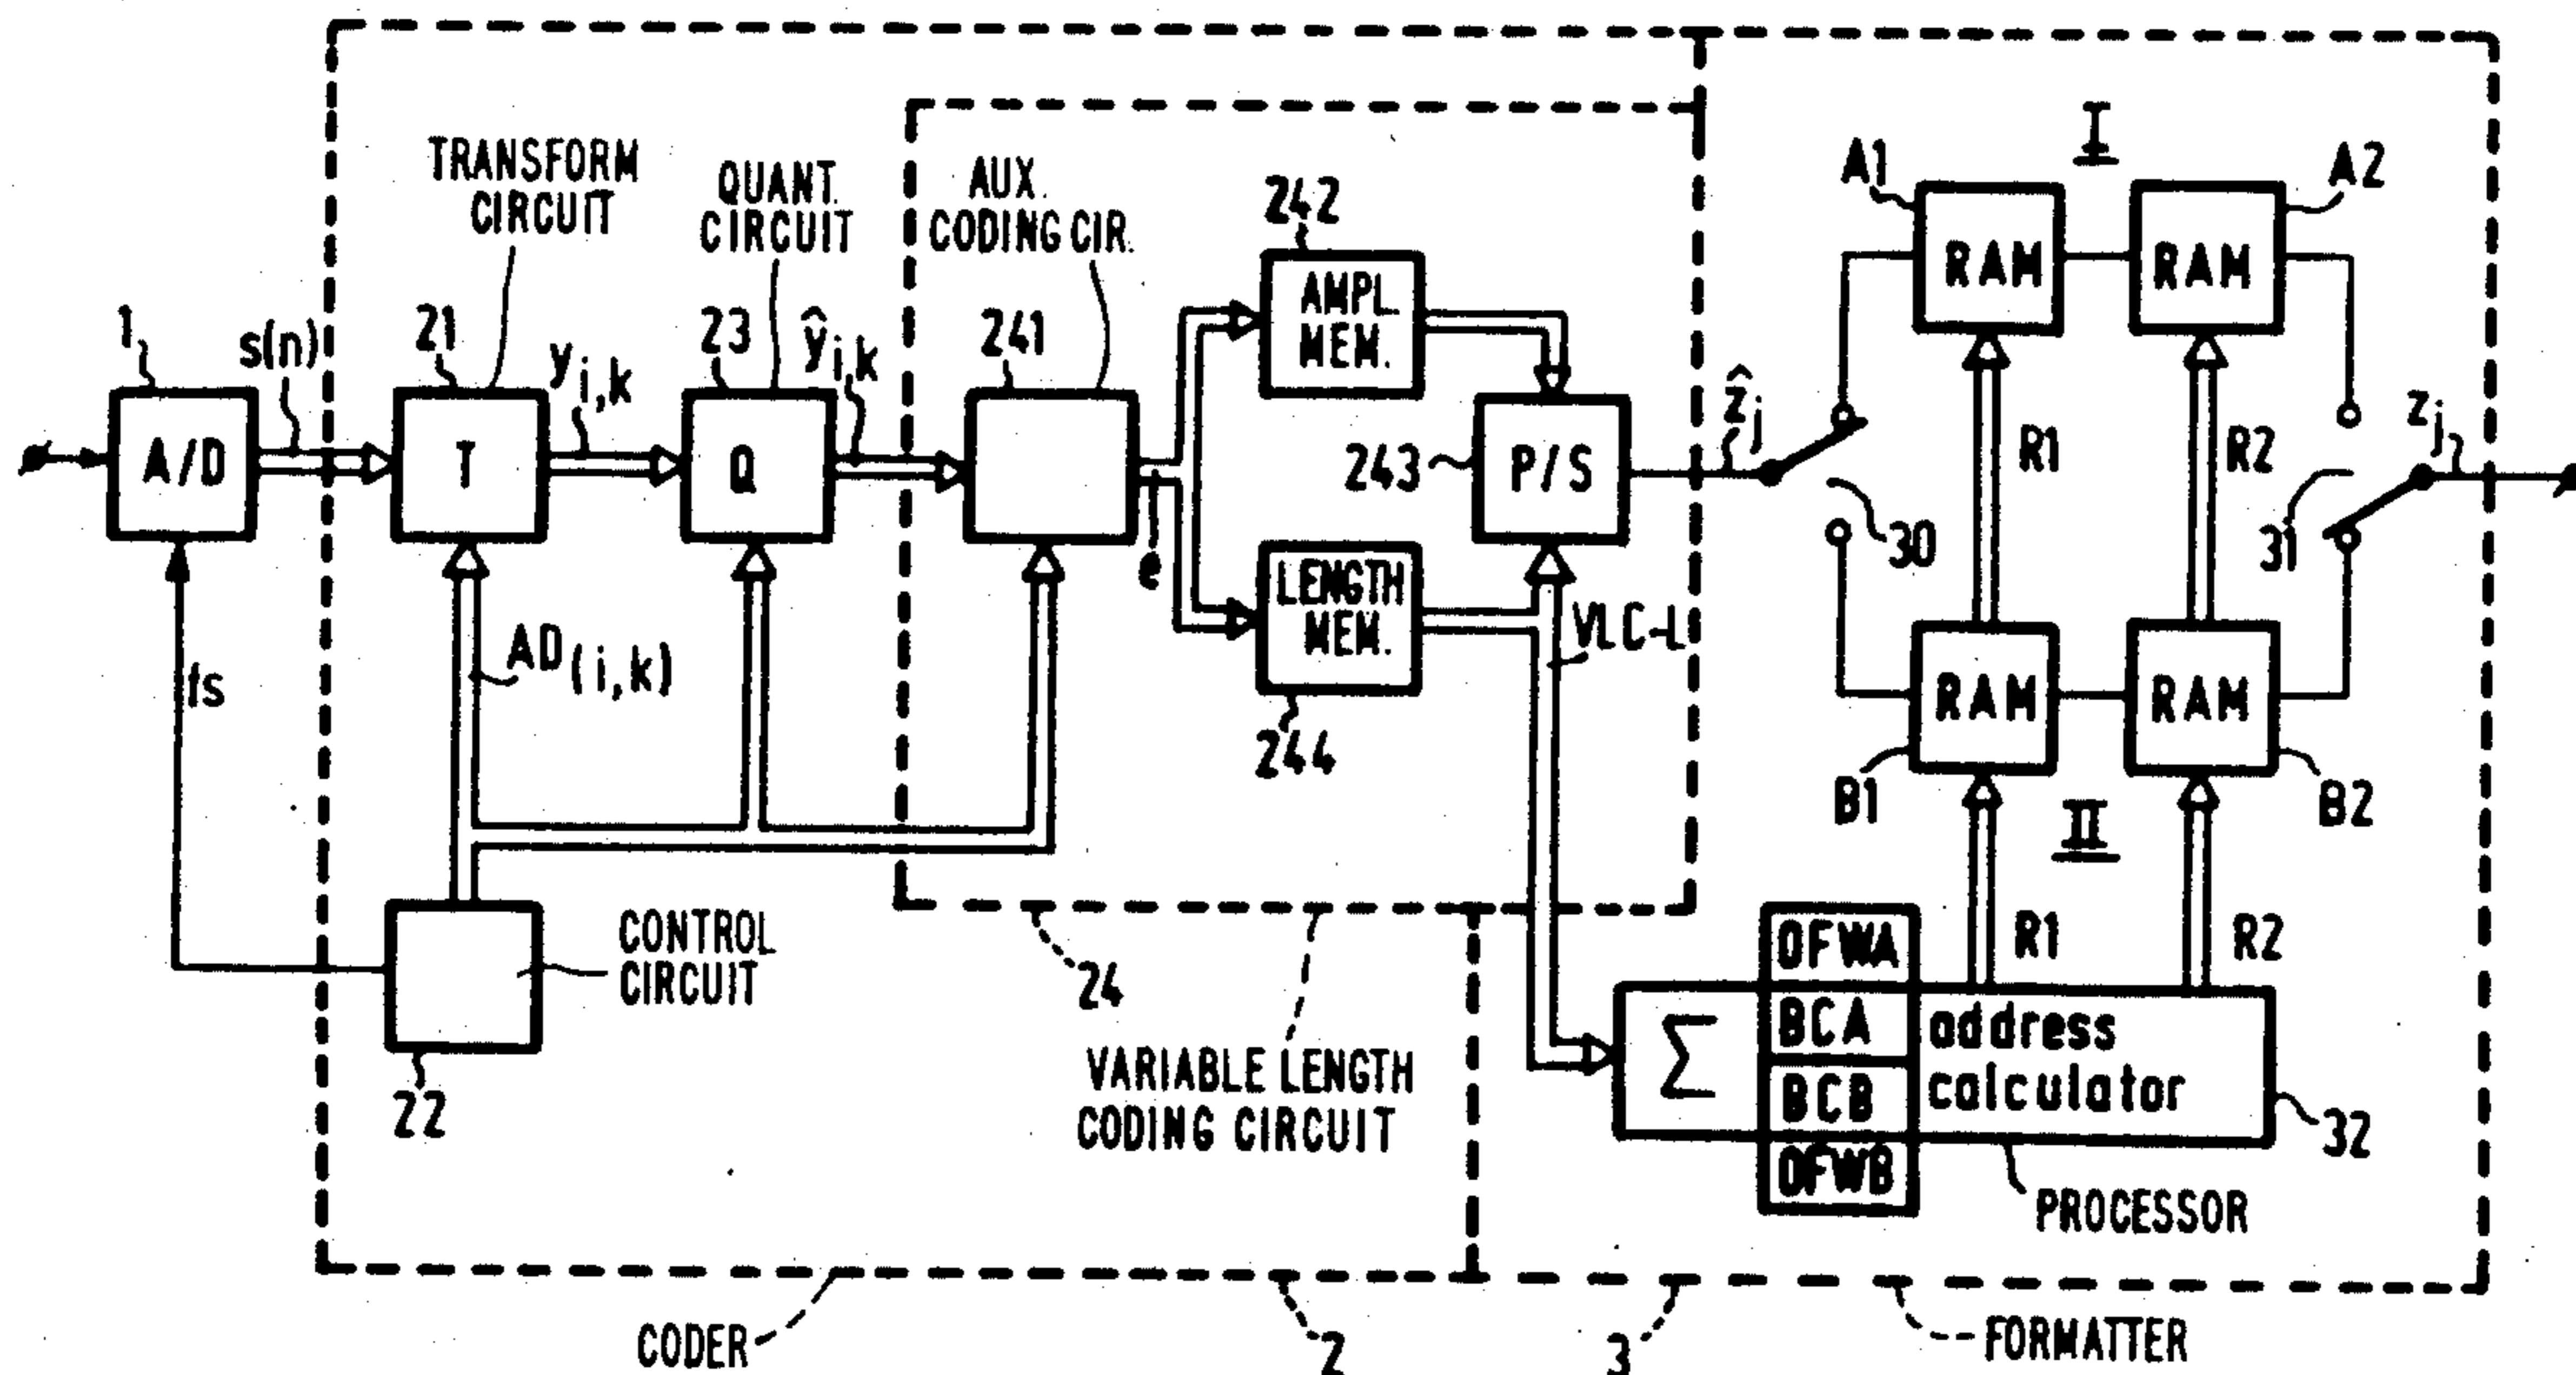 TRANSFORM
CIRCUIT
QUANT.
CIRCUIT
AUX.
CODING CIR.
242
AMPL.
MEM.
I
A1
RAM
A2
RAM
1
s(n)
21
y i,k
23
ŷ i,k
241
A/D
T
Q
e
243
P/S
ẑ j
30
R1
R2
31
z j
fs
AD (i,k)
LENGTH
MEM.
244
VLC-L
RAM
RAM
B1
II
B2
CONTROL
CIRCUIT
22
24
VARIABLE LENGTH
CODING CIRCUIT
R1
R2
Σ
OFWA
BCA
BCB
OFWB
address
calculator
32
PROCESSOR
CODER
2
3
FORMATTER